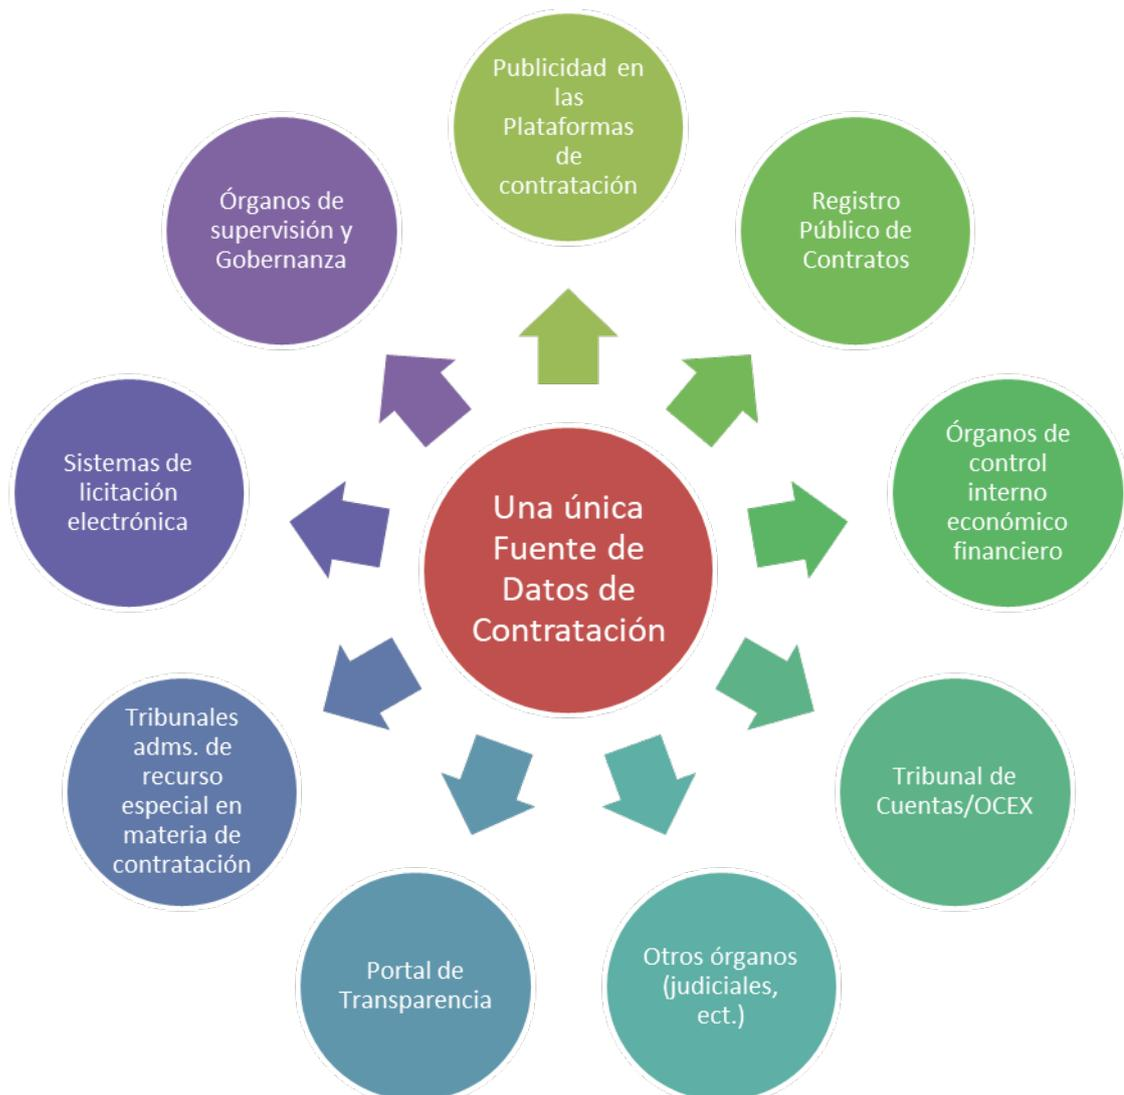 Publicidad en
las
Plataformas
de
contratación
Registro
Público de
Contratos
Órganos de
control
interno
económico
financiero
Tribunal de
Cuentas/OCEX
Otros órganos
(judiciales,
ect.)
Portal de
Transparencia
Tribunales
adms. de
recurso
especial en
materia de
contratación
Sistemas de
licitación
electrónica
Órganos de
supervisión y
Gobernanza
Una única
Fuente de
Datos de
Contratación